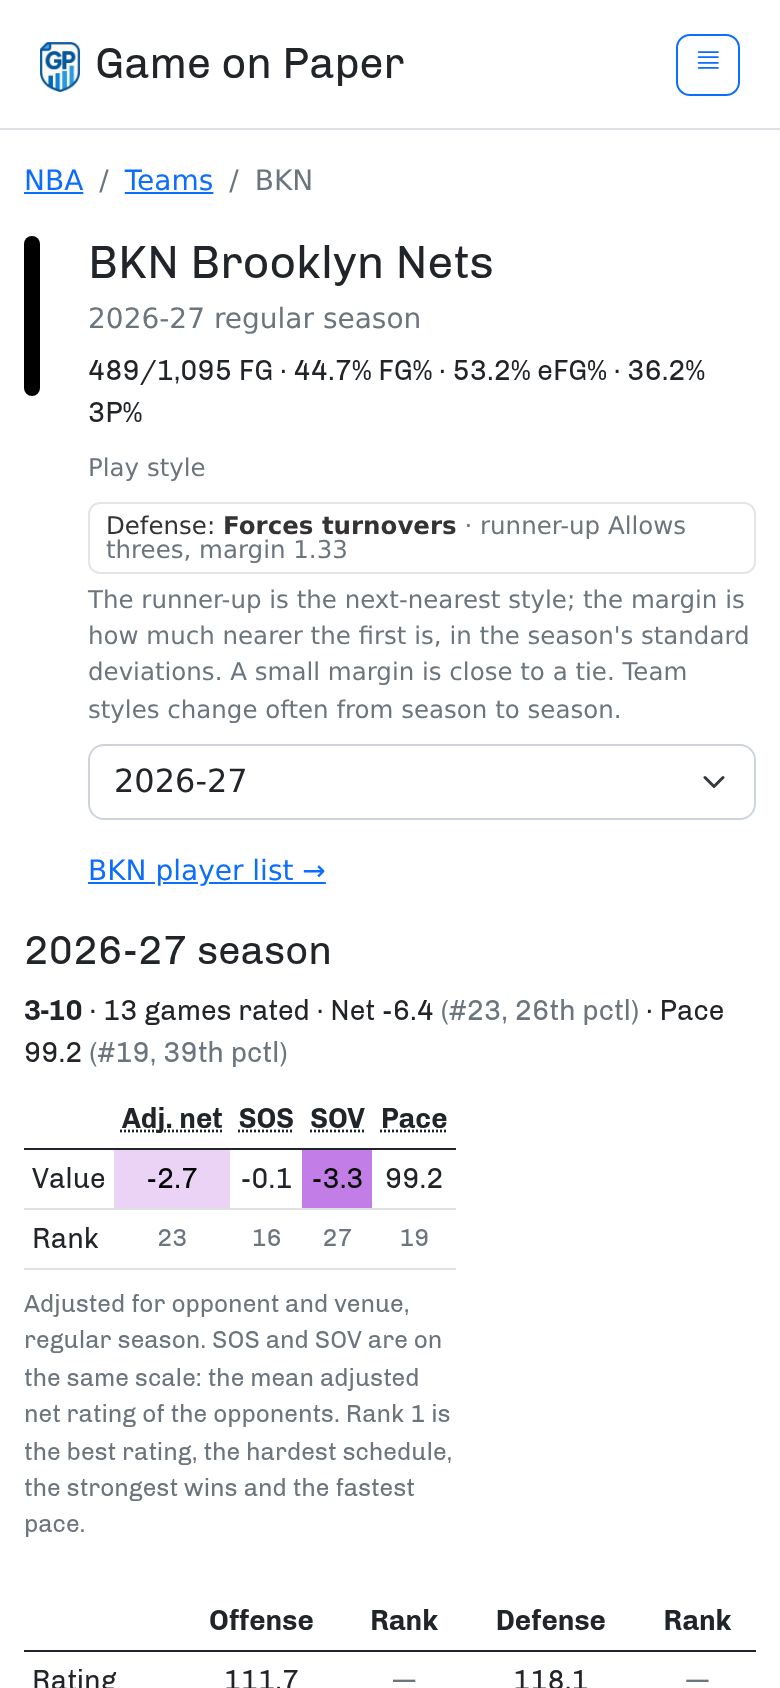 GP Game on Paper
NBA / Teams / BKN
BKN Brooklyn Nets
2026-27 regular season
489/1,095 FG · 44.7% FG% · 53.2% eFG% · 36.2%
3P%
Play style
Defense: Forces turnovers · runner-up Allows
threes, margin 1.33
The runner-up is the next-nearest style; the margin is
how much nearer the first is, in the season's standard
deviations. A small margin is close to a tie. Team
styles change often from season to season.
2026-27
BKN player list →
2026-27 season
3-10 · 13 games rated · Net -6.4 (#23, 26th pctl) · Pace
99.2 (#19, 39th pctl)
Adj. net SOS SOV Pace
Value -2.7 -0.1 -3.3 99.2
Rank 23 16 27 19
Adjusted for opponent and venue,
regular season. SOS and SOV are on
the same scale: the mean adjusted
net rating of the opponents. Rank 1 is
the best rating, the hardest schedule,
the strongest wins and the fastest
pace.
Offense Rank Defense Rank
Rating 111.7 — 118.1 —